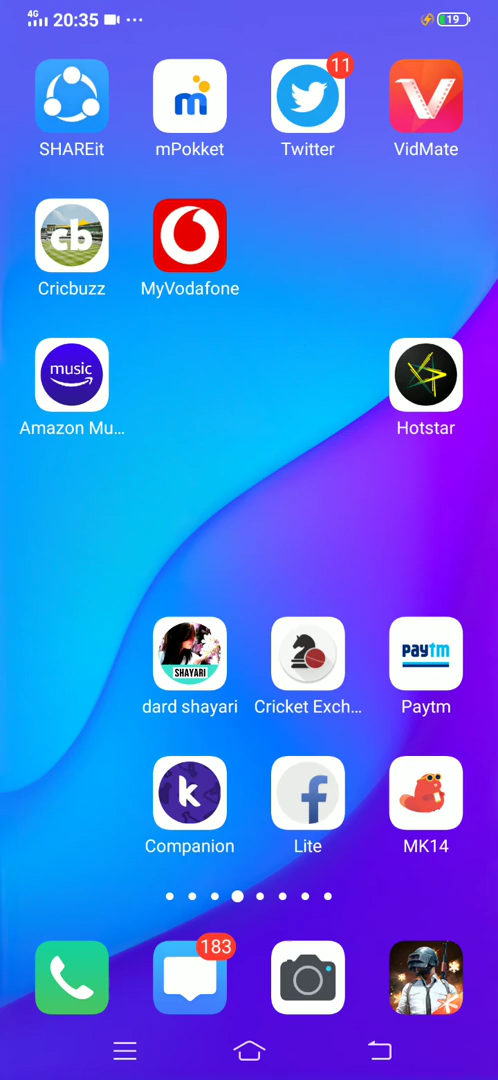 4G 20:35 ... 19
11
SHAREit mPokket Twitter VidMate
cb
Cricbuzz MyVodafone
music
Amazon Mu... Hotstar
SHAYARI paytm
dard shayari Cricket Exch... Paytm
k f
Companion Lite MK14
183